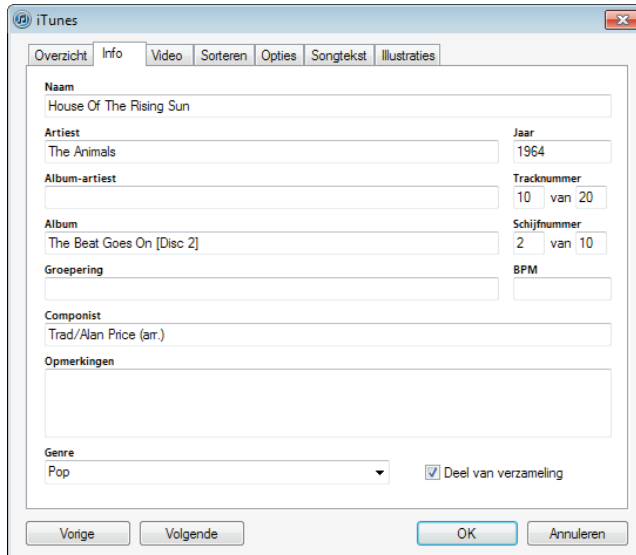 iTunes
Overzicht Info Video Sorteren Opties Songtekst Illustraties
Naam
House Of The Rising Sun
Artiest Jaar
The Animals 1964
Album-artiest Tracknummer
10 van 20
Album Schijfnummer
The Beat Goes On [Disc 2] 2 van 10
Groepering BPM
Componist
Trad/Alan Price (arr.)
Opmerkingen
Genre
Pop Deel van verzameling
Vorige Volgende OK Annuleren